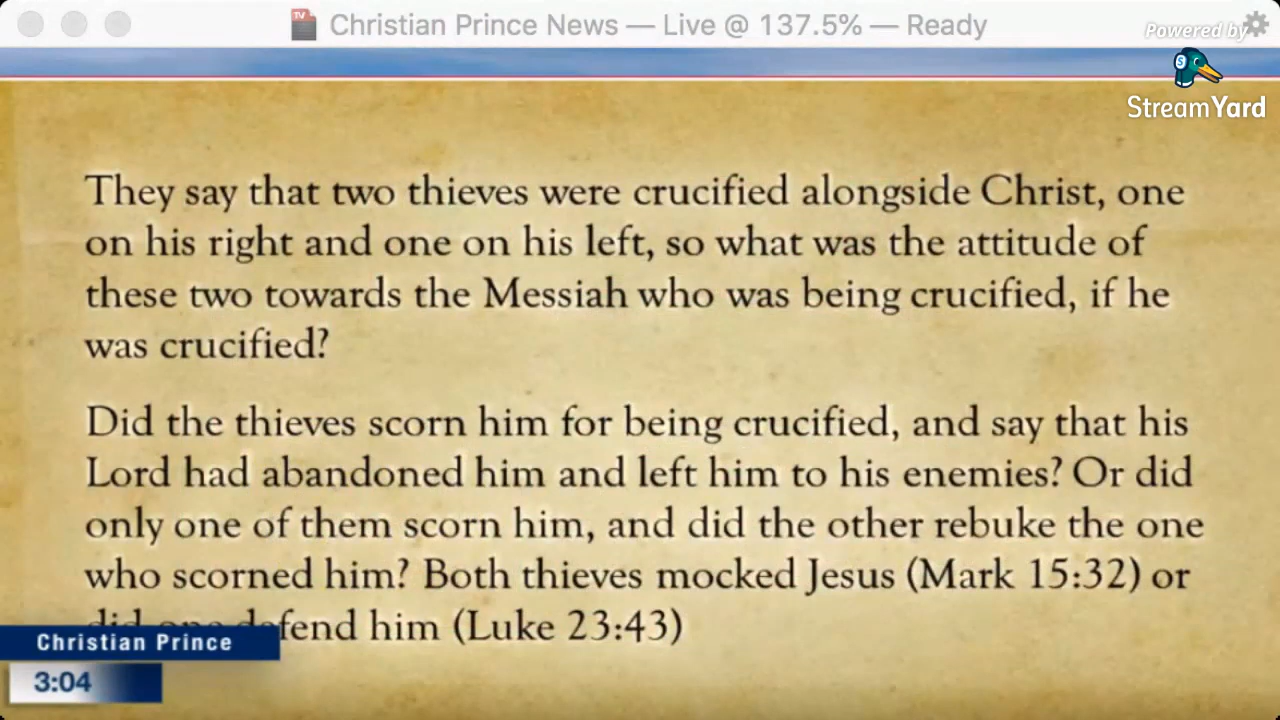 Christian Prince News — Live @ 137.5% — Ready
Powered by
StreamYard
They say that two thieves were crucified alongside Christ, one
on his right and one on his left, so what was the attitude of
these two towards the Messiah who was being crucified, if he
was crucified?
Did the thieves scorn him for being crucified, and say that his
Lord had abandoned him and left him to his enemies? Or did
only one of them scorn him, and did the other rebuke the one
who scorned him? Both thieves mocked Jesus (Mark 15:32) or
did one defend him (Luke 23:43)
Christian Prince
3:04